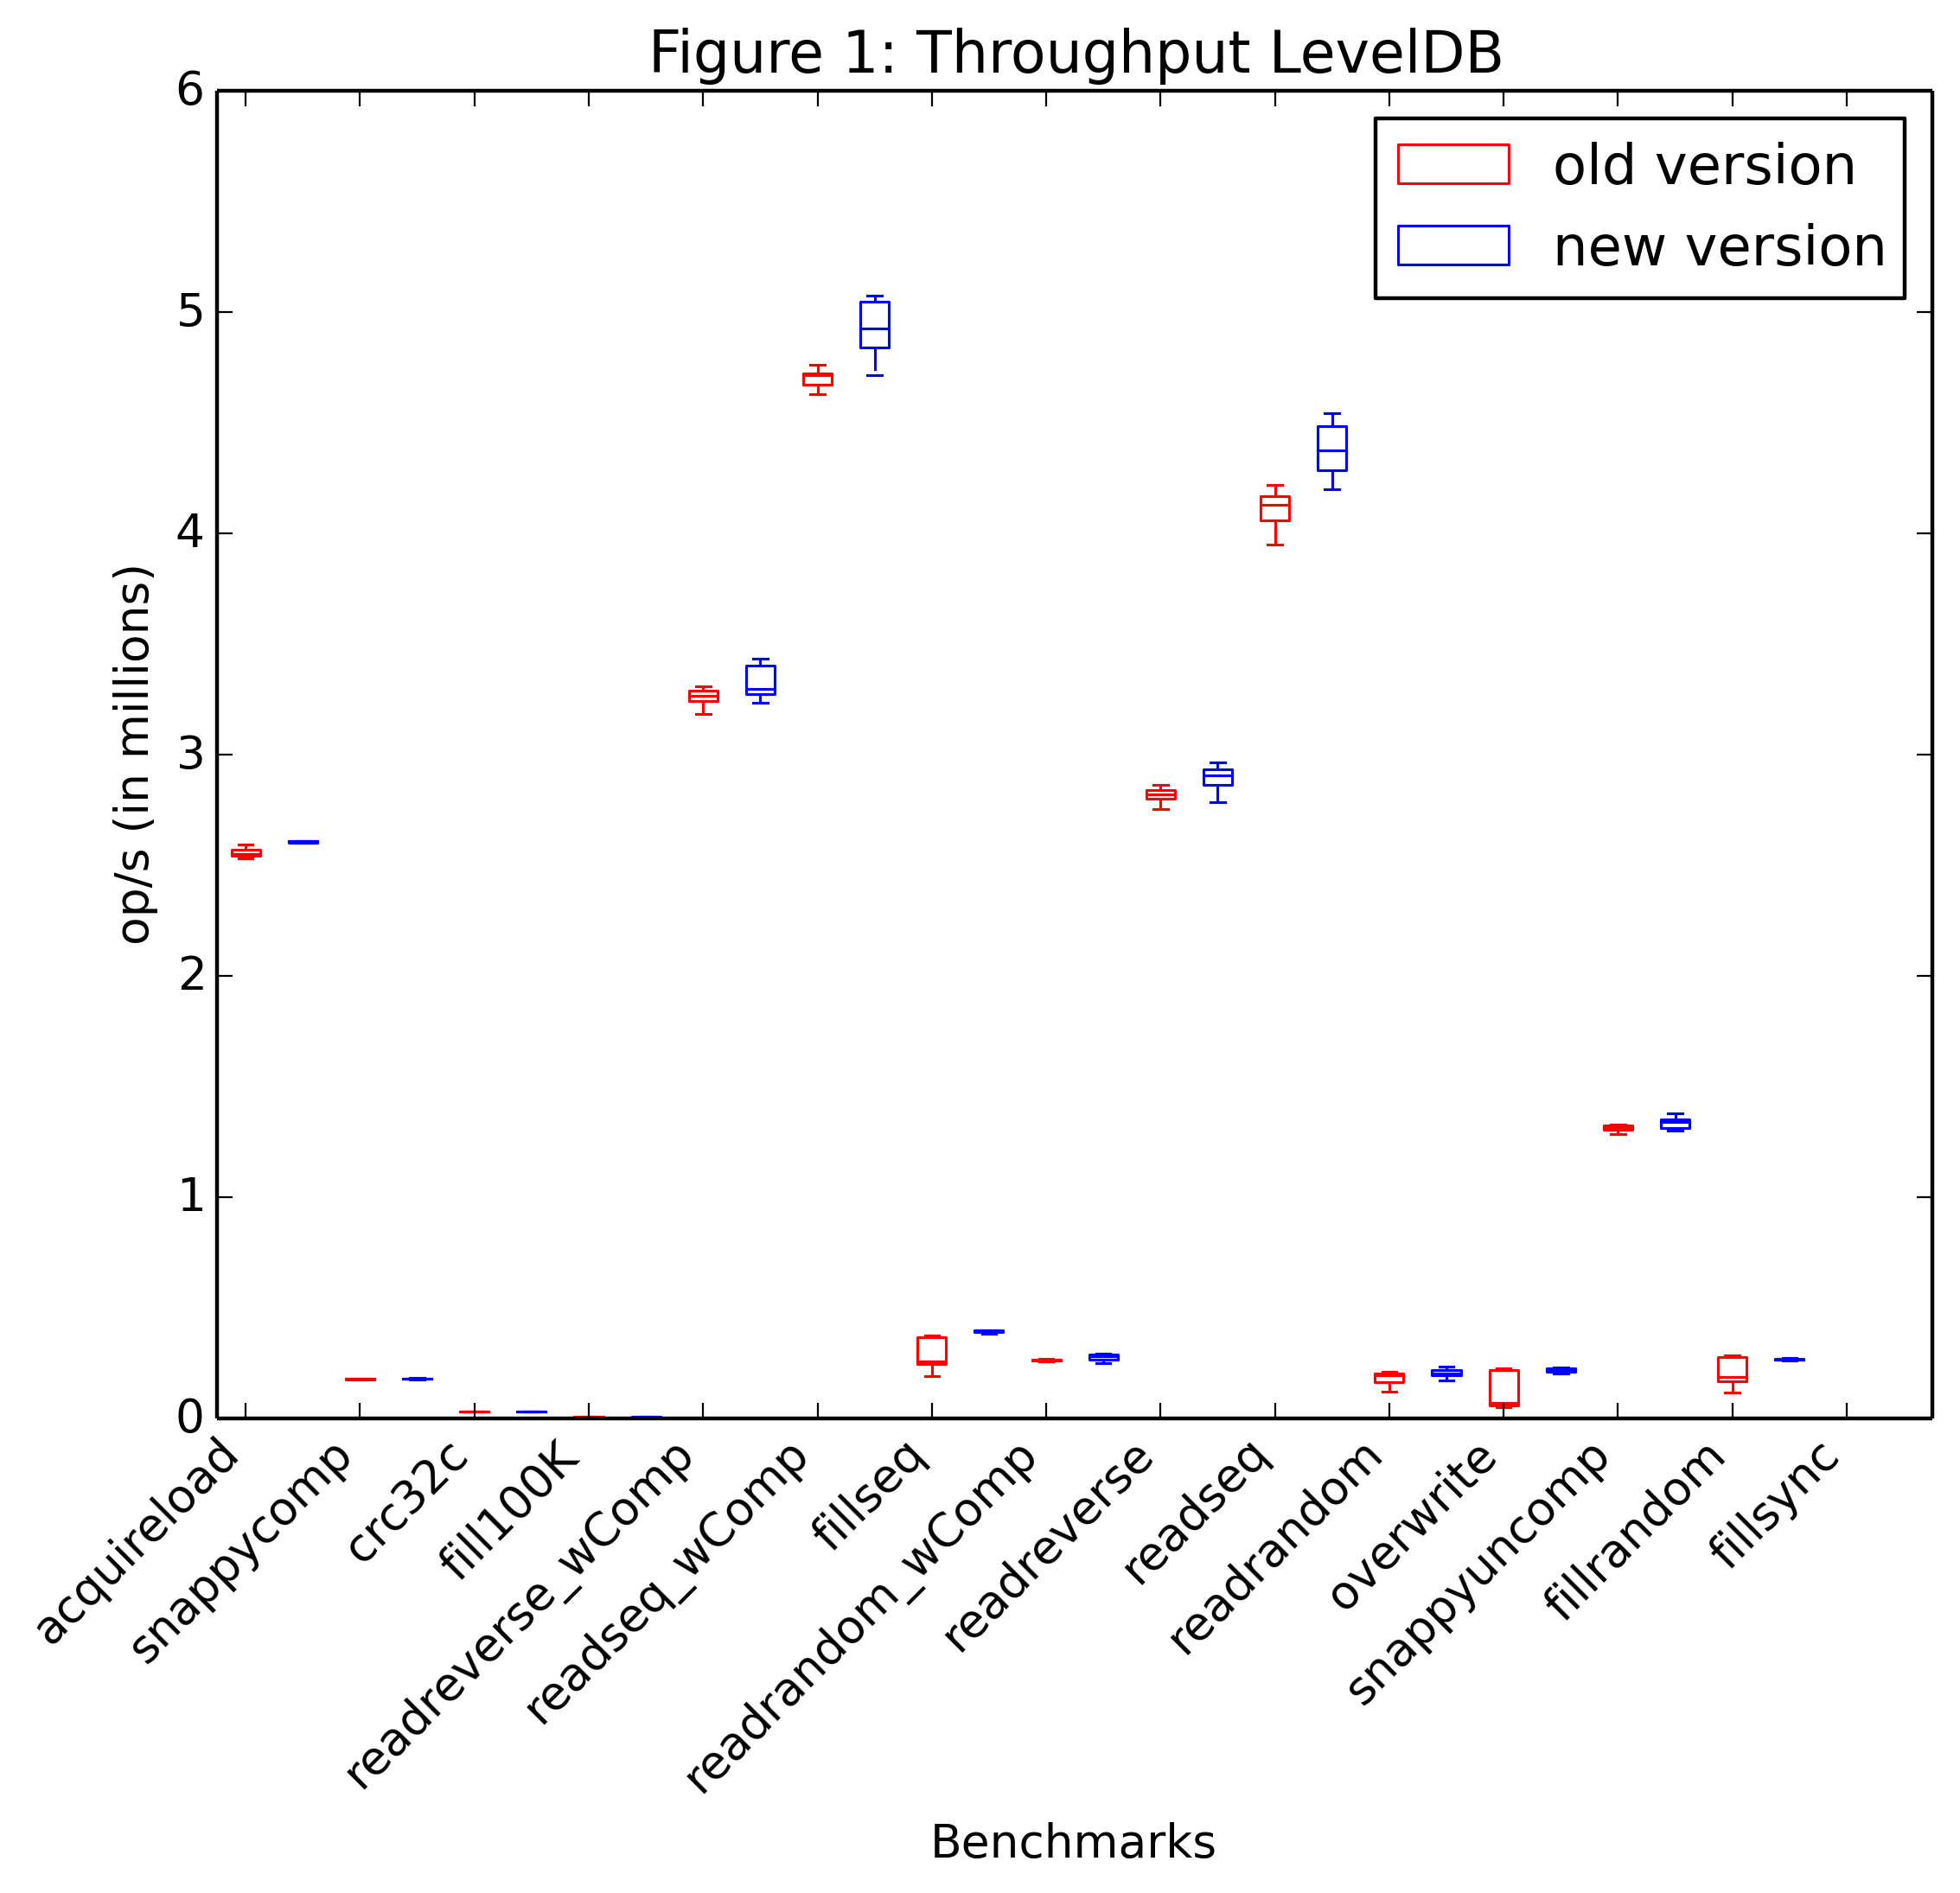 Figure 1: Throughput LevelDB
old version
new version
op/s (in millions)
6
5
4
3
2
1
0
acquireload
snappycomp
crc32c
fill100K
readreverse_wComp
readseq_wComp
fillseq
readrandom_wComp
readreverse
readseq
readrandom
overwrite
snappyuncomp
fillrandom
fillsync
Benchmarks